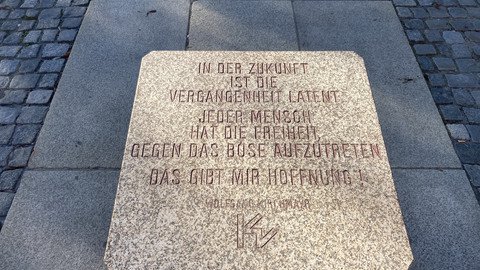 IN DER ZUKUNFT
IST DIE
VERGANGENHEIT LATENT.
JEDER MENSCH
HAT DIE FREIHEIT
GEGEN DAS BÖSE AUFZUTRETEN.
DAS GIBT MIR HOFFNUNG!
WOLFGANG